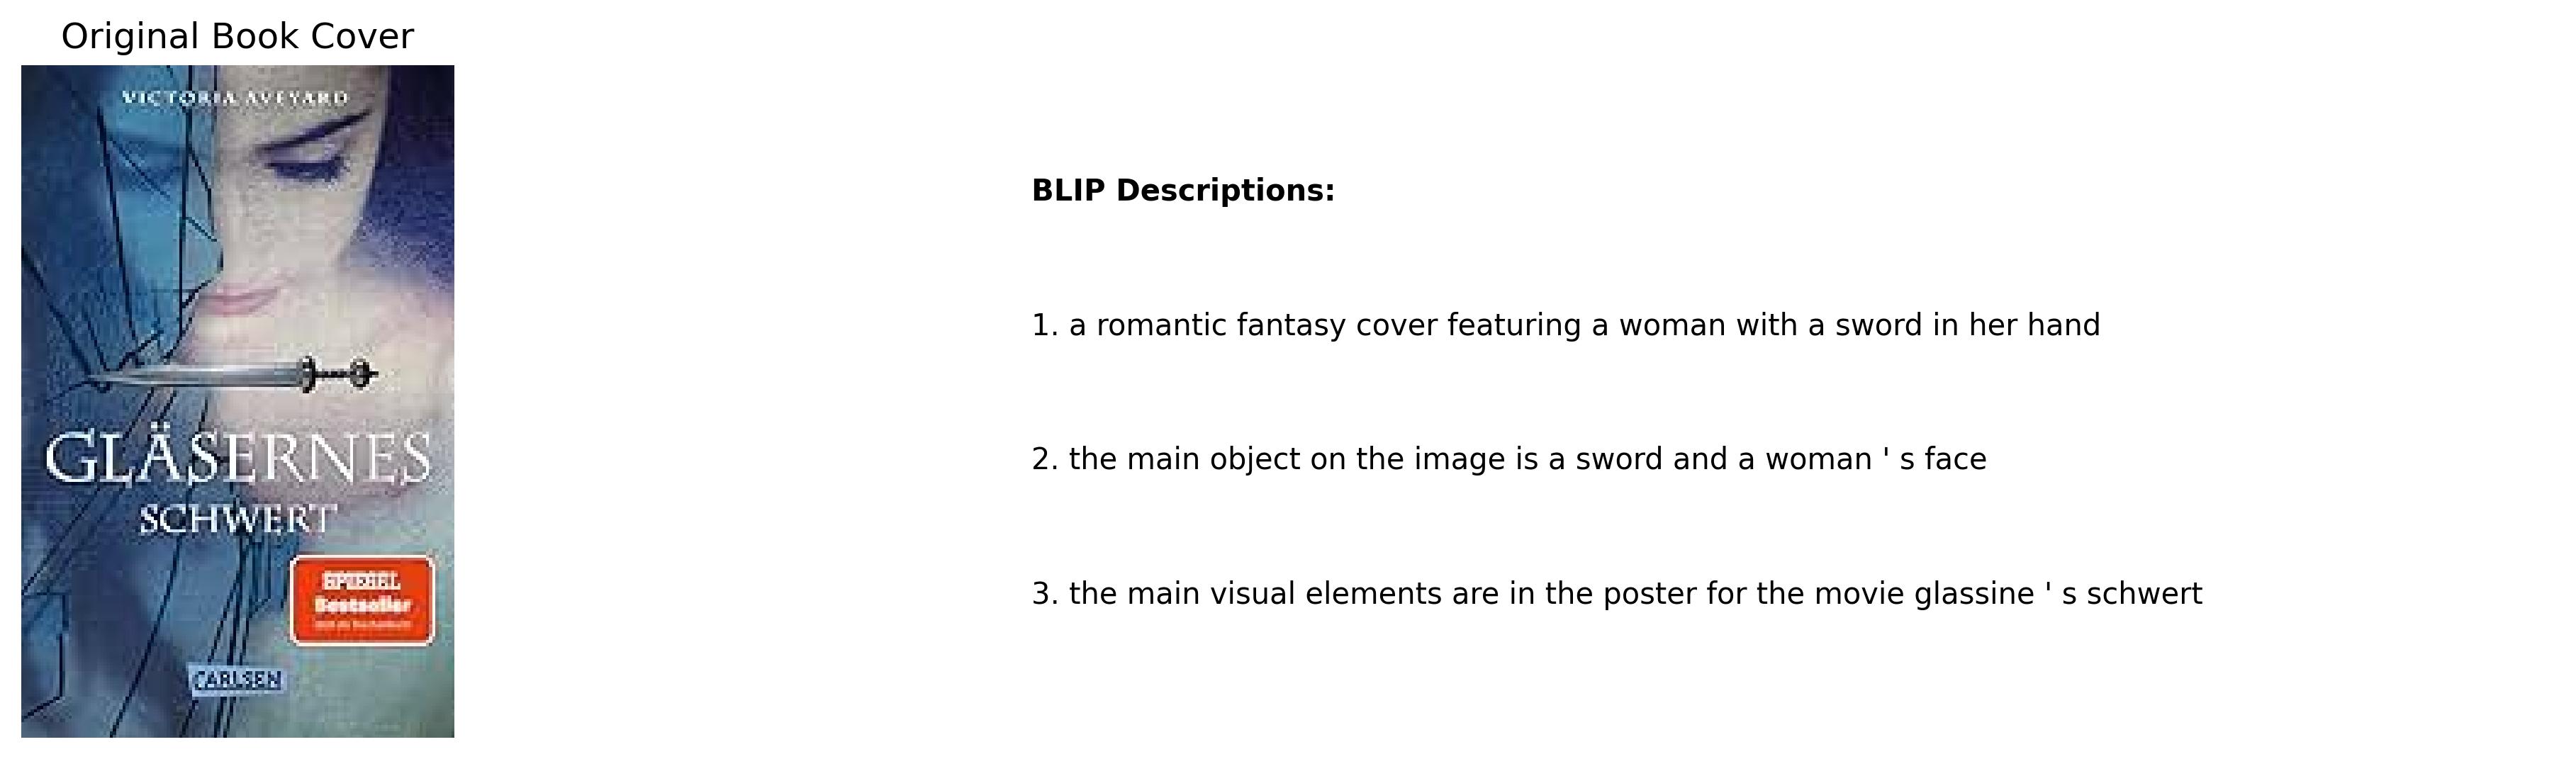 Original Book Cover
VICTORIA AVEYARD
GLÄSERNES
SCHWERT
SPIEGEL
Bestseller
CARLSEN
BLIP Descriptions:
1. a romantic fantasy cover featuring a woman with a sword in her hand
2. the main object on the image is a sword and a woman ' s face
3. the main visual elements are in the poster for the movie glassine ' s schwert